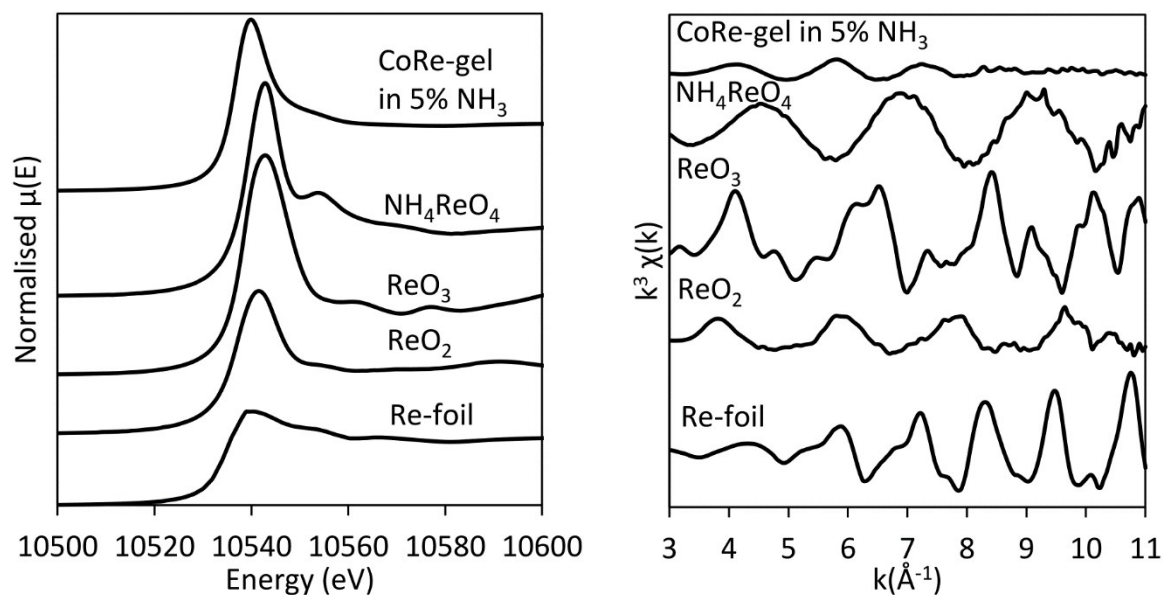 CoRe-gel
in 5% NH₃
NH₄ReO₄
ReO₃
ReO₂
Re-foil
Normalised μ(E)
10500 10520 10540 10560 10580 10600
Energy (eV)
CoRe-gel in 5% NH₃
NH₄ReO₄
ReO₃
ReO₂
Re-foil
k³ χ(k)
3 4 5 6 7 8 9 10 11
k(Å⁻¹)